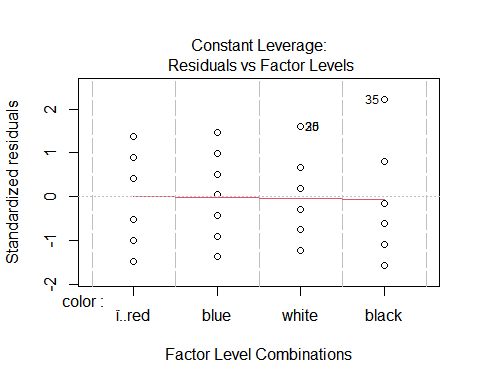 Constant Leverage:
Residuals vs Factor Levels
Standardized residuals
2
1
0
-1
-2
35
color :
ï..red
blue
white
black
Factor Level Combinations